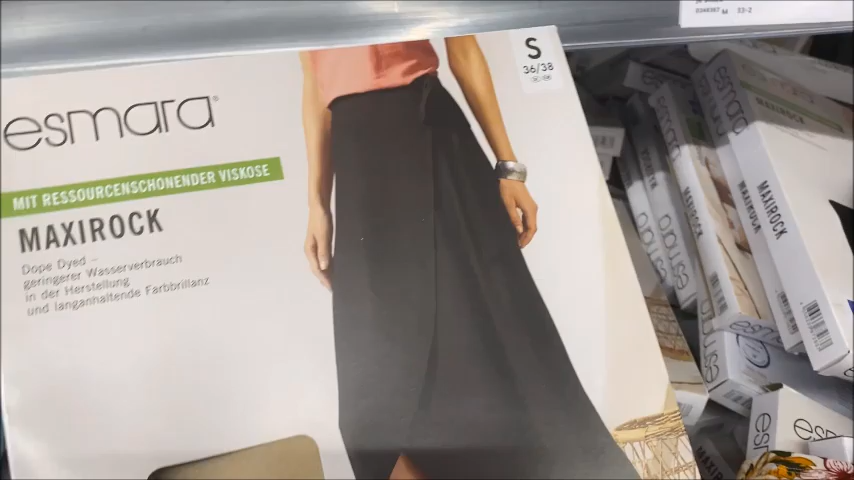 esmara®
MIT RESSOURCENSCHONENDER VISKOSE
MAXIROCK
Dope Dyed –
geringerer Wasserverbrauch
in der Herstellung
und langanhaltende Farbbrillanz
S
36/38
MAXIROCK
MAXIROCK
esmara
esmara